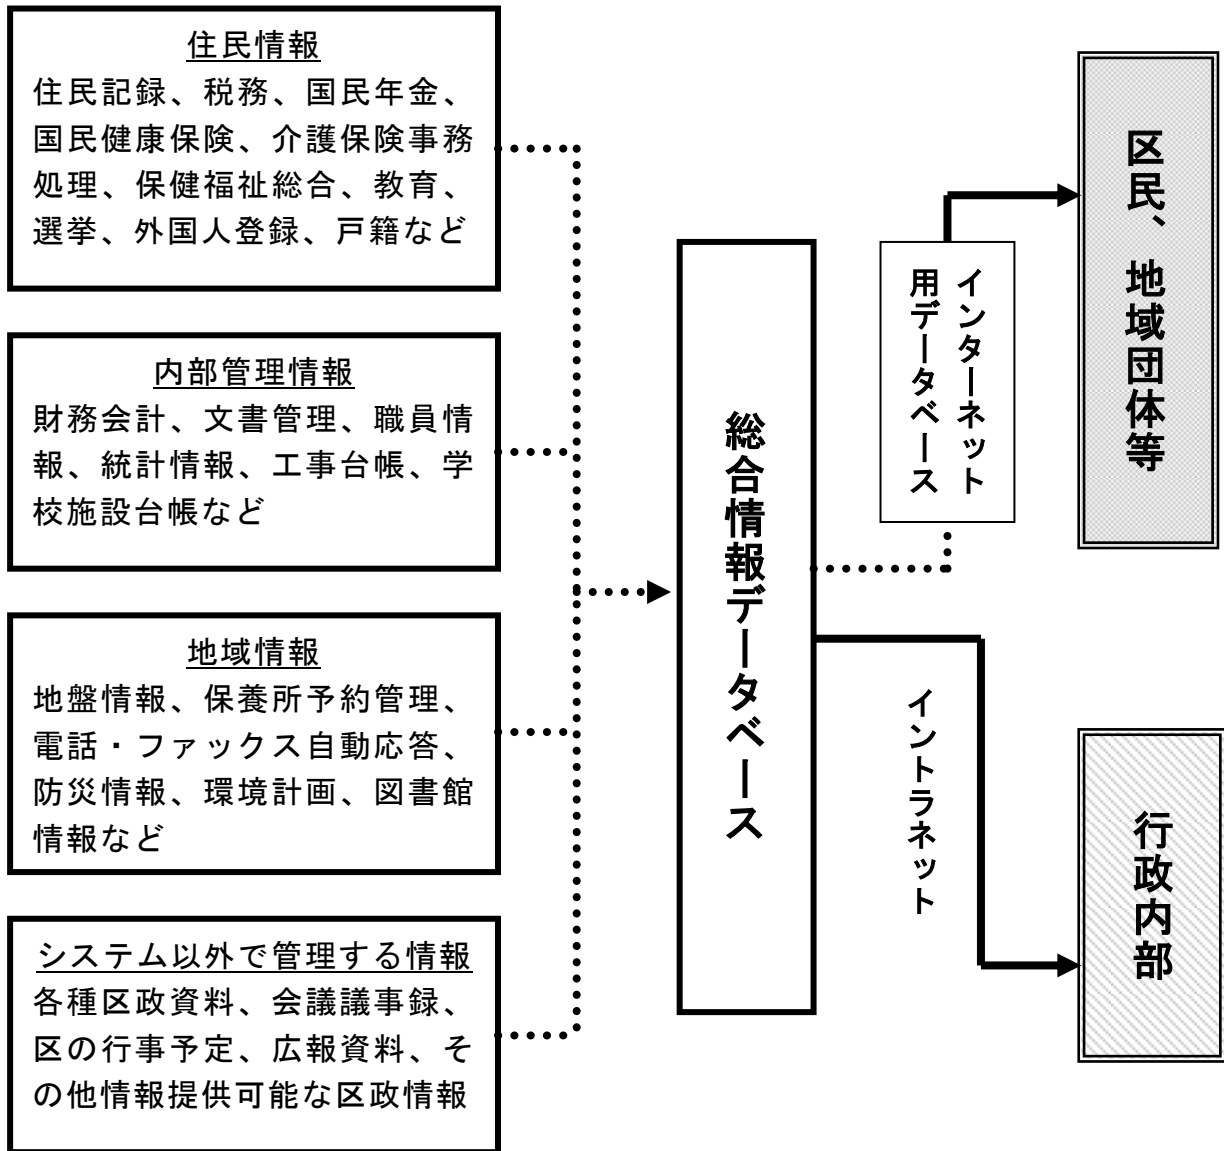 住民情報
住民記録、税務、国民年金、
国民健康保険、介護保険事務
処理、保健福祉総合、教育、
選挙、外国人登録、戸籍など
内部管理情報
財務会計、文書管理、職員情
報、統計情報、工事台帳、学
校施設台帳など
地域情報
地盤情報、保養所予約管理、
電話・ファックス自動応答、
防災情報、環境計画、図書館
情報など
システム以外で管理する情報
各種区政資料、会議議事録、
区の行事予定、広報資料、そ
の他情報提供可能な区政情報
総合情報データベース
インターネット
用データベース
イントラネット
区民、地域団体等
行政内部